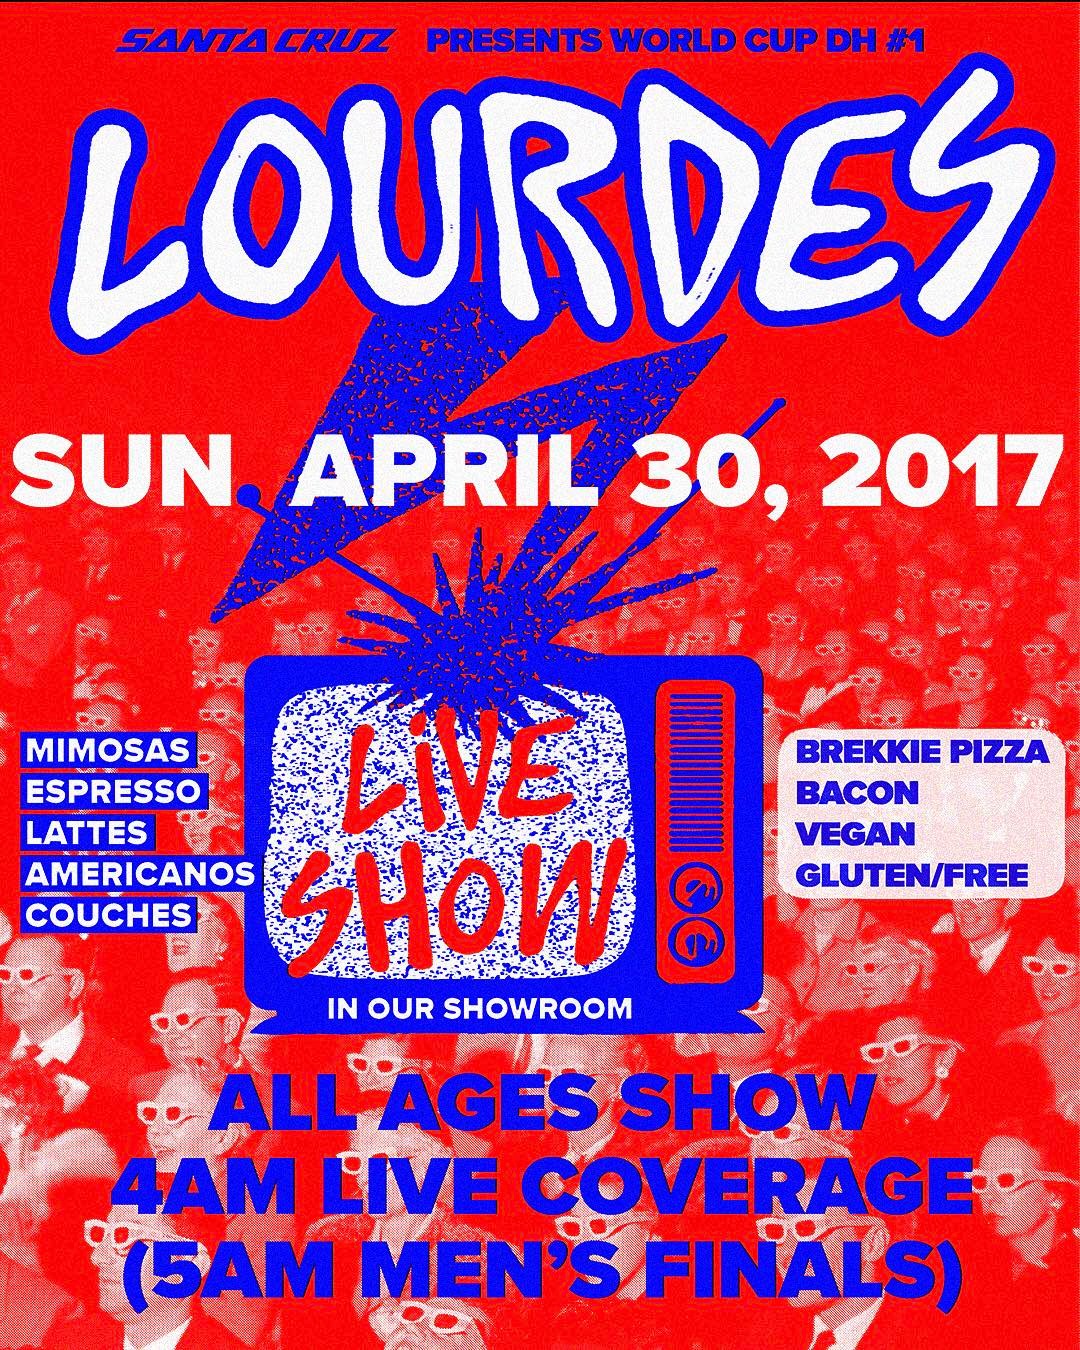 SANTA CRUZ PRESENTS WORLD CUP DH #1
LOURDES
SUN. APRIL 30, 2017
LiVE
SHOW
IN OUR SHOWROOM
MIMOSAS
ESPRESSO
LATTES
AMERICANOS
COUCHES
BREKKIE PIZZA
BACON
VEGAN
GLUTEN/FREE
ALL AGES SHOW
4AM LIVE COVERAGE
(5AM MEN'S FINALS)